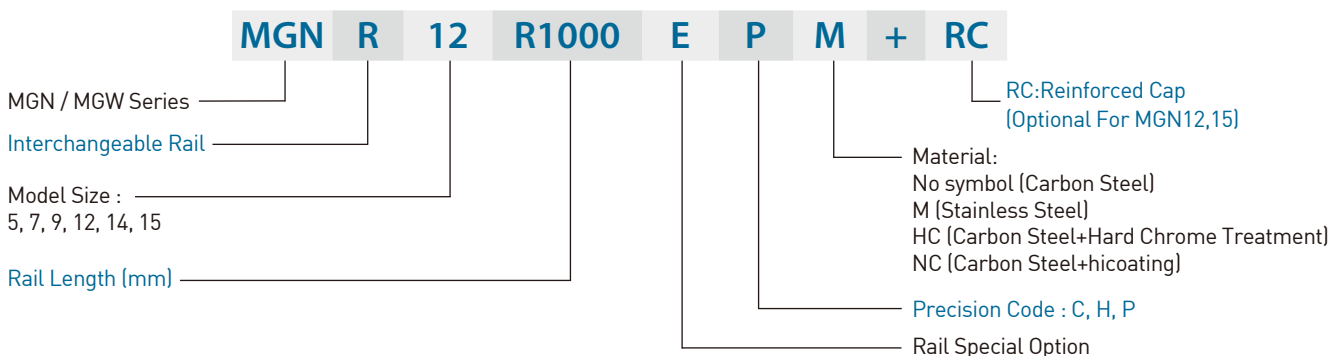 MGN R 12 R1000 E P M + RC
MGN / MGW Series
Interchangeable Rail
Model Size :
5, 7, 9, 12, 14, 15
Rail Length (mm)
RC:Reinforced Cap
(Optional For MGN12,15)
Material:
No symbol (Carbon Steel)
M (Stainless Steel)
HC (Carbon Steel+Hard Chrome Treatment)
NC (Carbon Steel+hicoating)
Precision Code : C, H, P
Rail Special Option